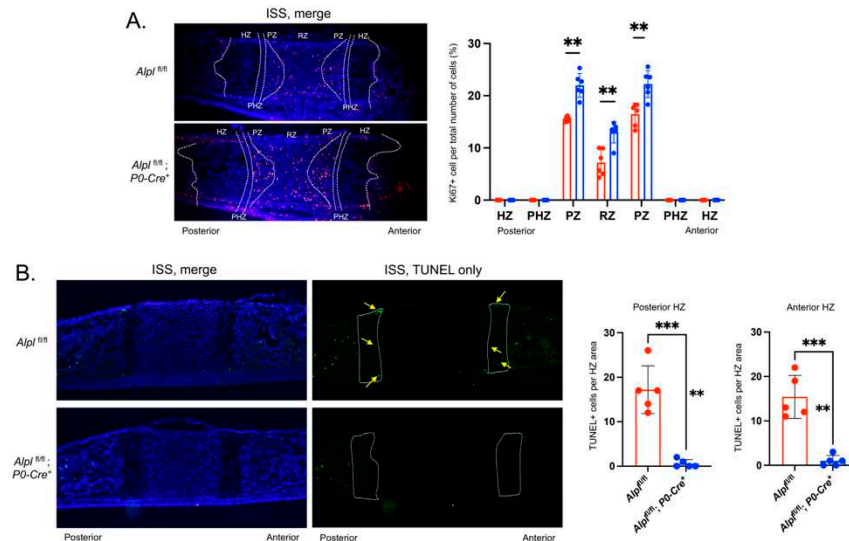 A.
ISS, merge
HZ PZ RZ PZ HZ
PHZ PHZ
Alpl fl/fl
HZ PZ RZ PZ HZ
PHZ PHZ
Alpl fl/fl;
P0-Cre+
Posterior Anterior
Ki67+ cell per total number of cells (%)
30
20
10
0
** ** **
HZ PHZ PZ RZ PZ PHZ HZ
Posterior Anterior
B.
ISS, merge ISS, TUNEL only
Alpl fl/fl
Alpl fl/fl;
P0-Cre+
Posterior Anterior Posterior Anterior
Posterior HZ
TUNEL+ cells per HZ area
30
20
10
0
***
**
Alpl fl/fl
Alpl fl/fl; P0-Cre+
Anterior HZ
TUNEL+ cells per HZ area
30
20
10
0
***
**
Alpl fl/fl
Alpl fl/fl; P0-Cre+